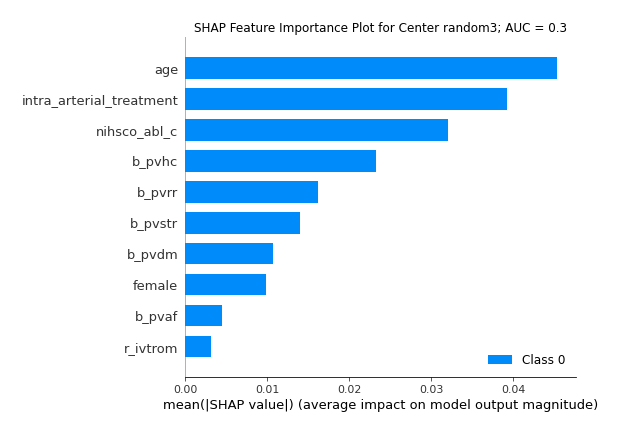 SHAP Feature Importance Plot for Center random3; AUC = 0.3
age
intra_arterial_treatment
nihsco_abl_c
b_pvhc
b_pvrr
b_pvstr
b_pvdm
female
b_pvaf
r_ivtrom
Class 0
0.00 0.01 0.02 0.03 0.04
mean(|SHAP value|) (average impact on model output magnitude)